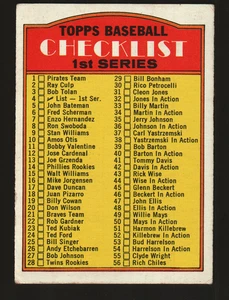 TOPPS BASEBALL
CHECKLIST
1st SERIES
1 Pirates Team
2 Ray Culp
3 Bob Tolan
4 List — 1st Ser.
5 John Bateman
6 Fred Scherman
7 Enzo Hernandez
8 Ron Swoboda
9 Stan Williams
10 Amos Otis
11 Bobby Valentine
12 Jose Cardenal
13 Joe Grzenda
14 Phillies Rookies
15 Walt Williams
16 Mike Jorgensen
17 Dave Duncan
18 Juan Pizarro
19 Billy Cowan
20 Don Wilson
21 Braves Team
22 Rob Gardner
23 Ted Kubiak
24 Ted Ford
25 Bill Singer
26 Andy Etchebarren
27 Bob Johnson
28 Twins Rookies
29 Bill Bonham
30 Rico Petrocelli
31 Cleon Jones
32 Jones In Action
33 Billy Martin
34 Martin In Action
35 Jerry Johnson
36 Johnson In Action
37 Carl Yastrzemski
38 Yastrzemski In Action
39 Bob Barton
40 Barton In Action
41 Tommy Davis
42 Davis In Action
43 Rick Wise
44 Wise In Action
45 Glenn Beckert
46 Beckert In Action
47 John Ellis
48 Ellis In Action
49 Willie Mays
50 Mays In Action
51 Harmon Killebrew
52 Killebrew In Action
53 Bud Harrelson
54 Harrelson In Action
55 Clyde Wright
56 Rich Chiles